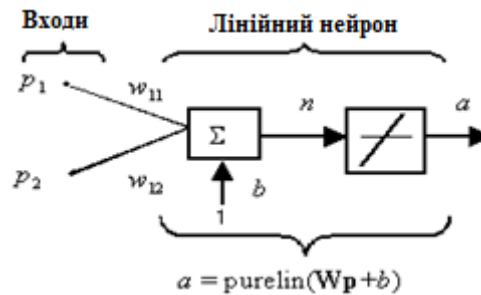 Входи
Лінійний нейрон
p1
w11
n
a
Σ
p2
w12
b
1
a = purelin(Wp+b)